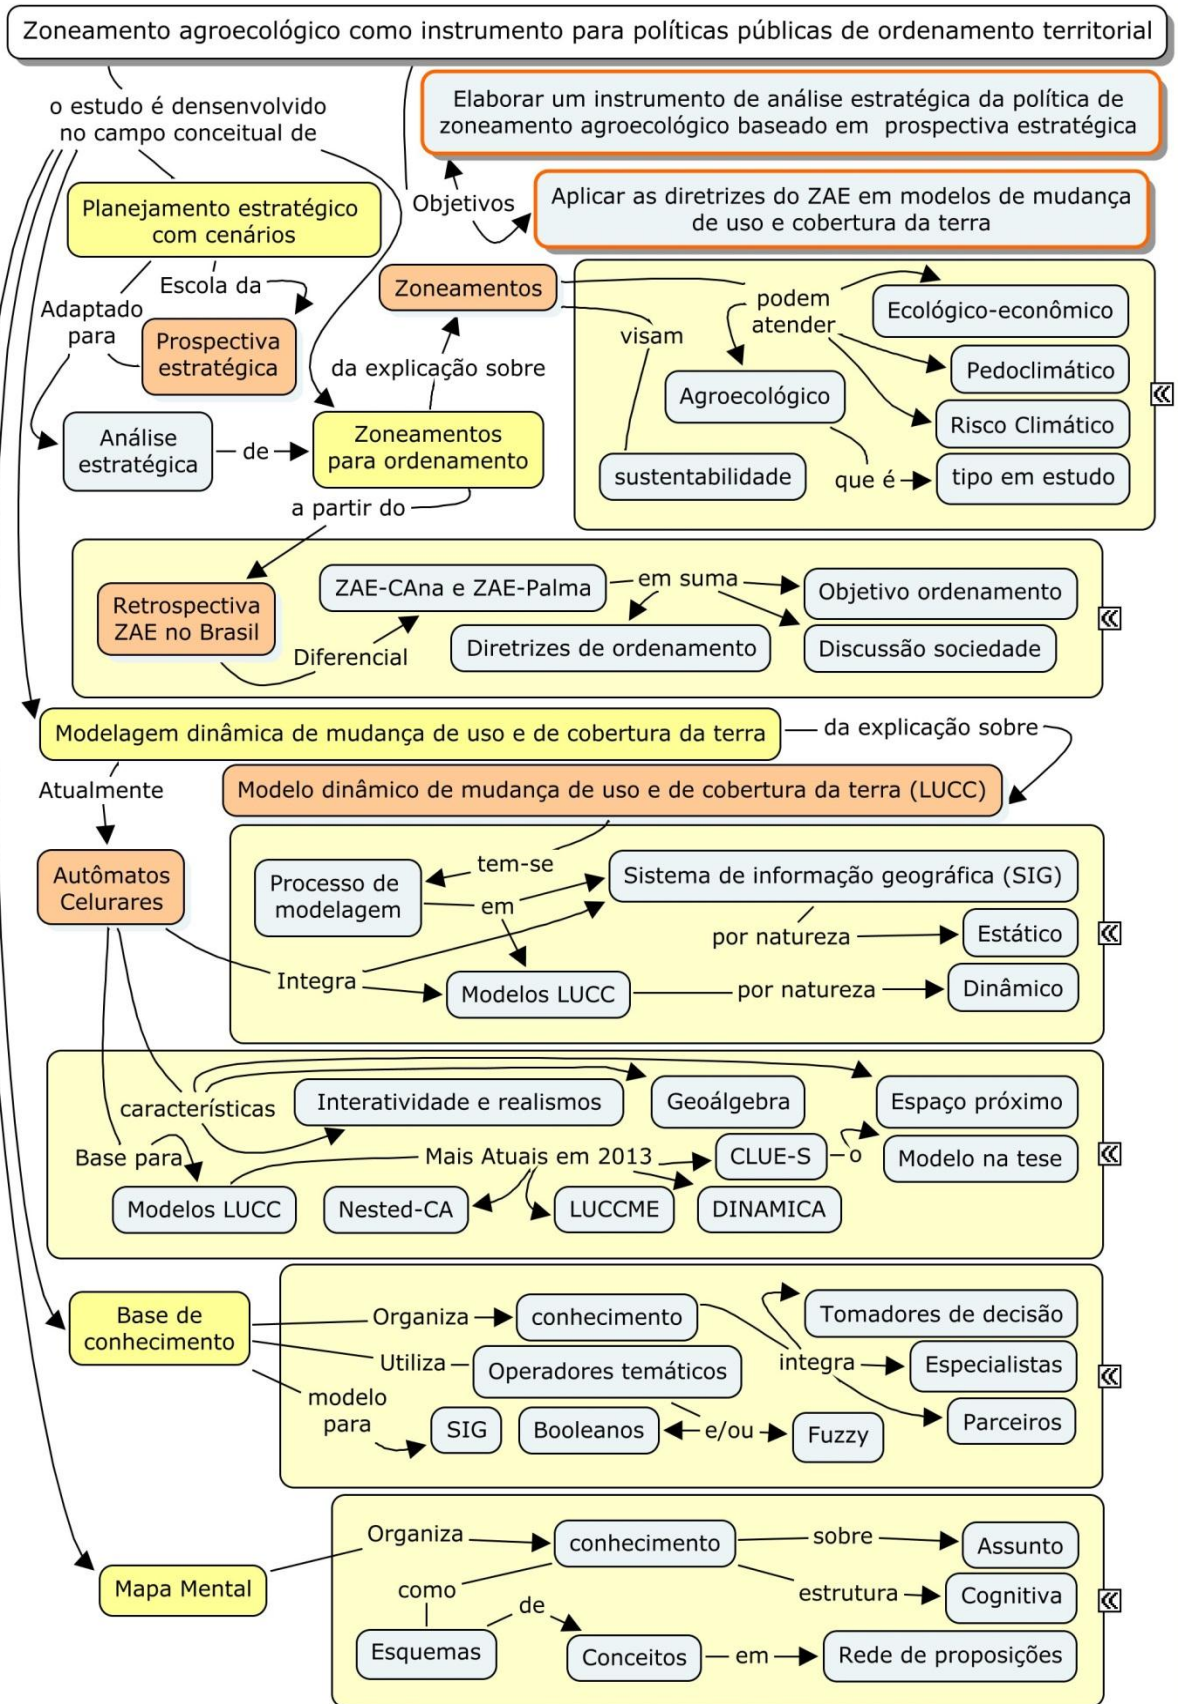 Zoneamento agroecológico como instrumento para políticas públicas de ordenamento territorial
o estudo é densenvolvido
no campo conceitual de
Elaborar um instrumento de análise estratégica da política de
zoneamento agroecológico baseado em prospectiva estratégica
Objetivos
Aplicar as diretrizes do ZAE em modelos de mudança
de uso e cobertura da terra
Planejamento estratégico
com cenários
Escola da
Adaptado
para
Prospectiva
estratégica
Análise
estratégica
de
Zoneamentos
para ordenamento
da explicação sobre
Zoneamentos
visam
podem
atender
Ecológico-econômico
Pedoclimático
Agroecológico
Risco Climático
sustentabilidade
que é
tipo em estudo
a partir do
Retrospectiva
ZAE no Brasil
Diferencial
ZAE-CAna e ZAE-Palma
em suma
Objetivo ordenamento
Diretrizes de ordenamento
Discussão sociedade
Modelagem dinâmica de mudança de uso e de cobertura da terra
da explicação sobre
Atualmente
Modelo dinâmico de mudança de uso e de cobertura da terra (LUCC)
Autômatos
Celurares
Processo de
modelagem
tem-se
em
Sistema de informação geográfica (SIG)
por natureza
Estático
Integra
Modelos LUCC
por natureza
Dinâmico
características
Interatividade e realismos
Geoálgebra
Espaço próximo
Base para
Mais Atuais em 2013
CLUE-S
o
Modelo na tese
Modelos LUCC
Nested-CA
LUCCME
DINAMICA
Base de
conhecimento
Organiza
conhecimento
Tomadores de decisão
Utiliza
Operadores temáticos
integra
Especialistas
modelo
para
SIG
Booleanos
e/ou
Fuzzy
Parceiros
Mapa Mental
Organiza
conhecimento
sobre
Assunto
como
estrutura
Cognitiva
Esquemas
de
Conceitos
em
Rede de proposições